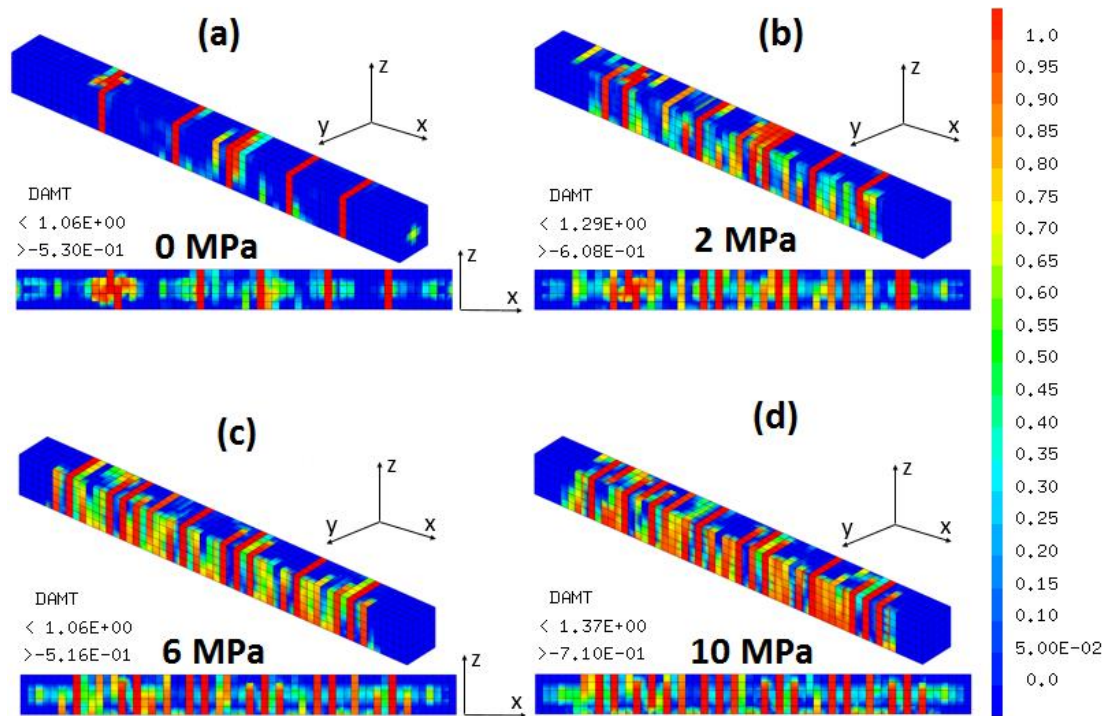 (a)
z
y
x
DAMT
< 1.06E+00
>-5.30E-01
0 MPa
z
x
(b)
z
y
x
DAMT
< 1.29E+00
>-6.08E-01
2 MPa
z
x
(c)
z
y
x
DAMT
< 1.06E+00
>-5.16E-01
6 MPa
z
x
(d)
z
y
x
DAMT
< 1.37E+00
>-7.10E-01
10 MPa
z
x
1.0
0.95
0.90
0.85
0.80
0.75
0.70
0.65
0.60
0.55
0.50
0.45
0.40
0.35
0.30
0.25
0.20
0.15
0.10
5.00E-02
0.0